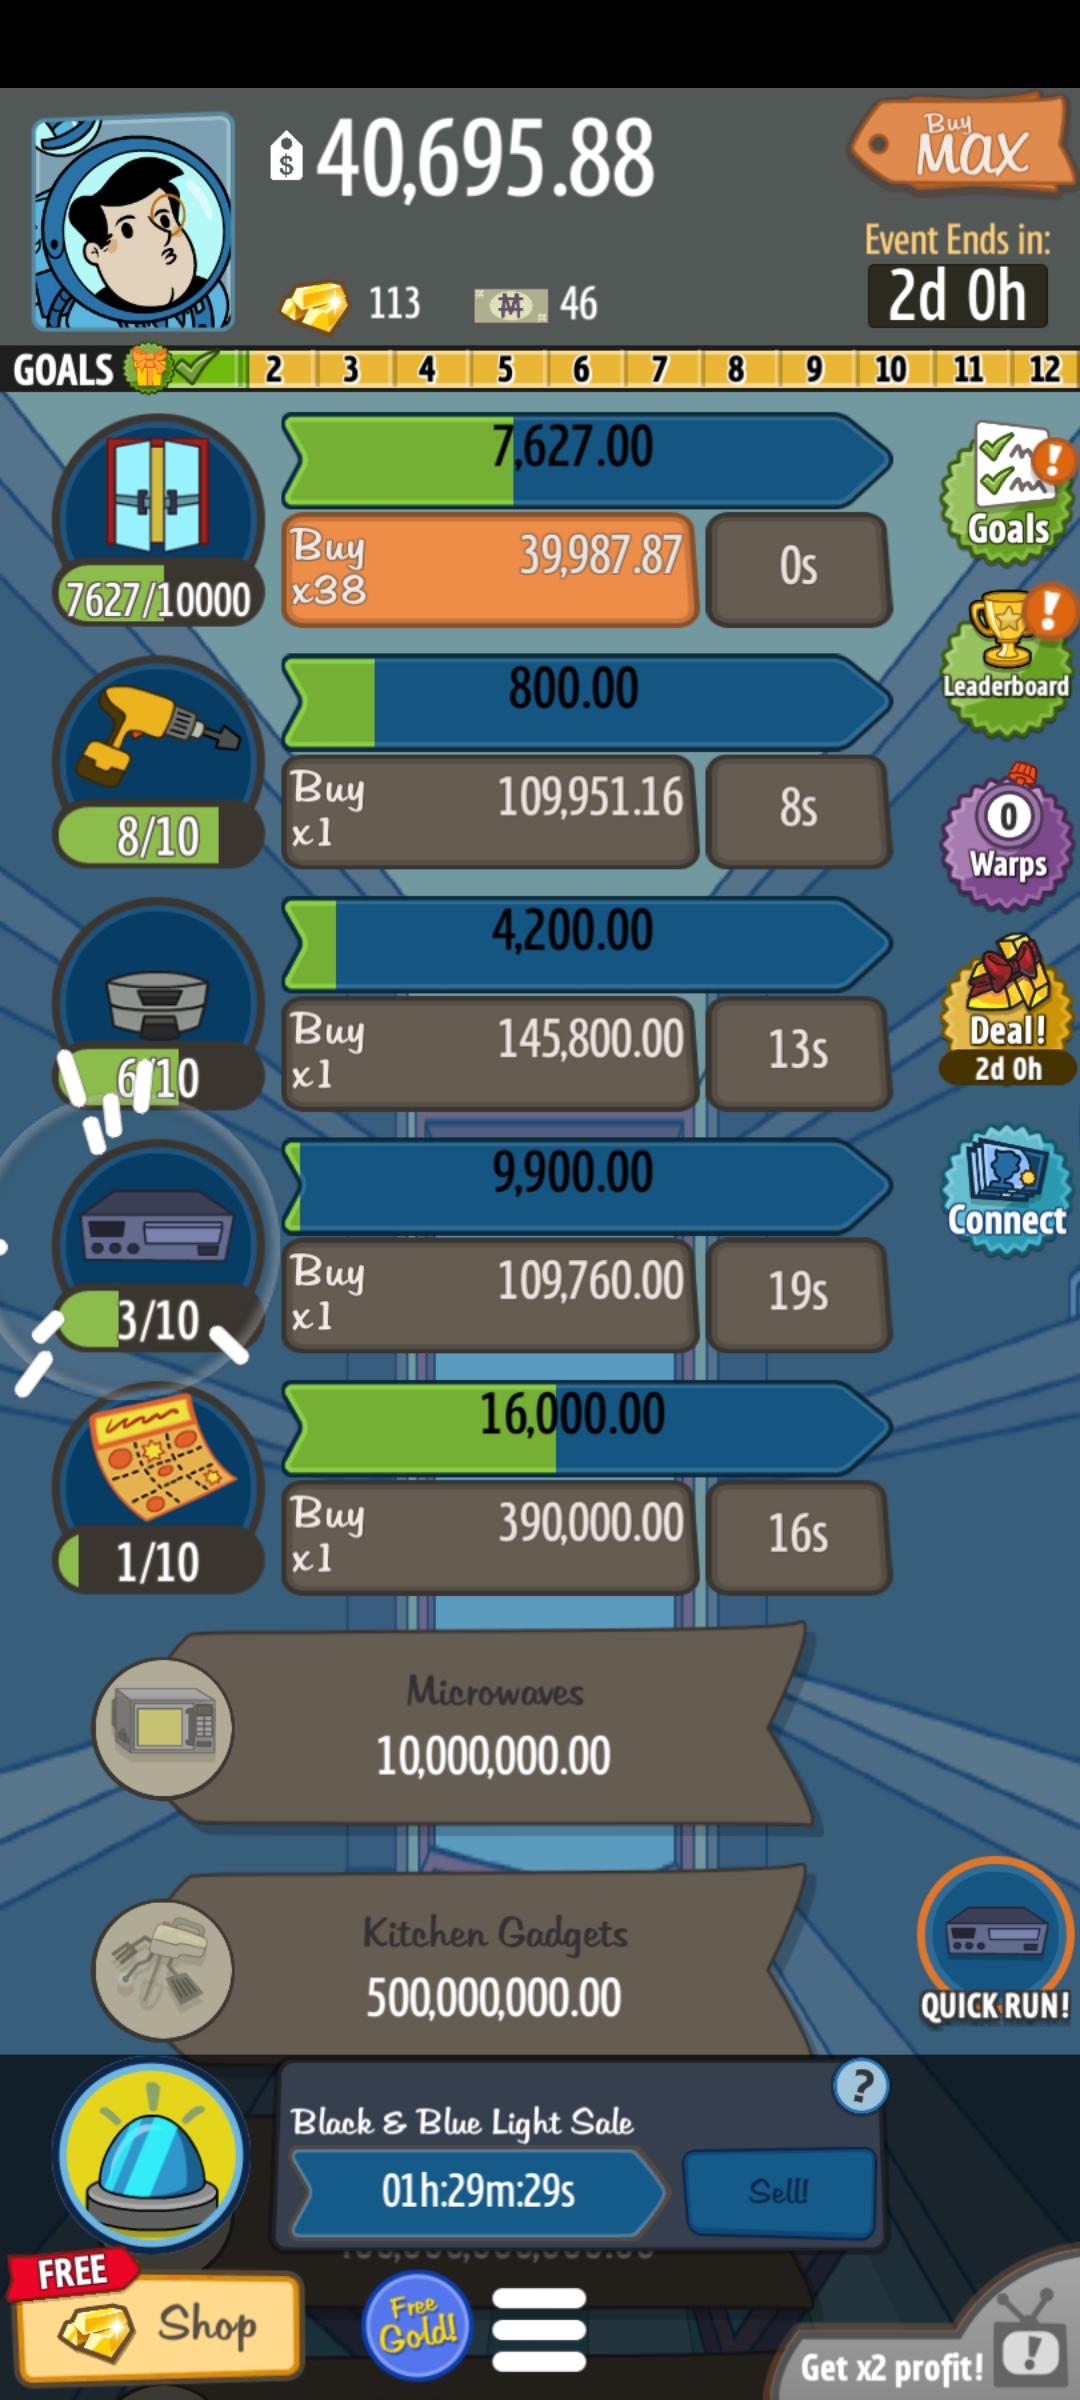 $ 40,695.88
Buy
MAX
Event Ends in:
2d 0h
113
46
GOALS 2 3 4 5 6 7 8 9 10 11 12
7,627.00
Buy
x38
39,987.87
0s
7627/10000
Goals
Leaderboard
800.00
Buy
x1
109,951.16
8s
8/10
0
Warps
4,200.00
Buy
x1
145,800.00
13s
6/10
Deal!
2d 0h
9,900.00
Buy
x1
109,760.00
19s
3/10
Connect
16,000.00
Buy
x1
390,000.00
16s
1/10
Microwaves
10,000,000.00
Kitchen Gadgets
500,000,000.00
QUICK RUN!
?
Black & Blue Light Sale
01h:29m:29s
Sell!
FREE
Shop
Free
Gold!
Get x2 profit!